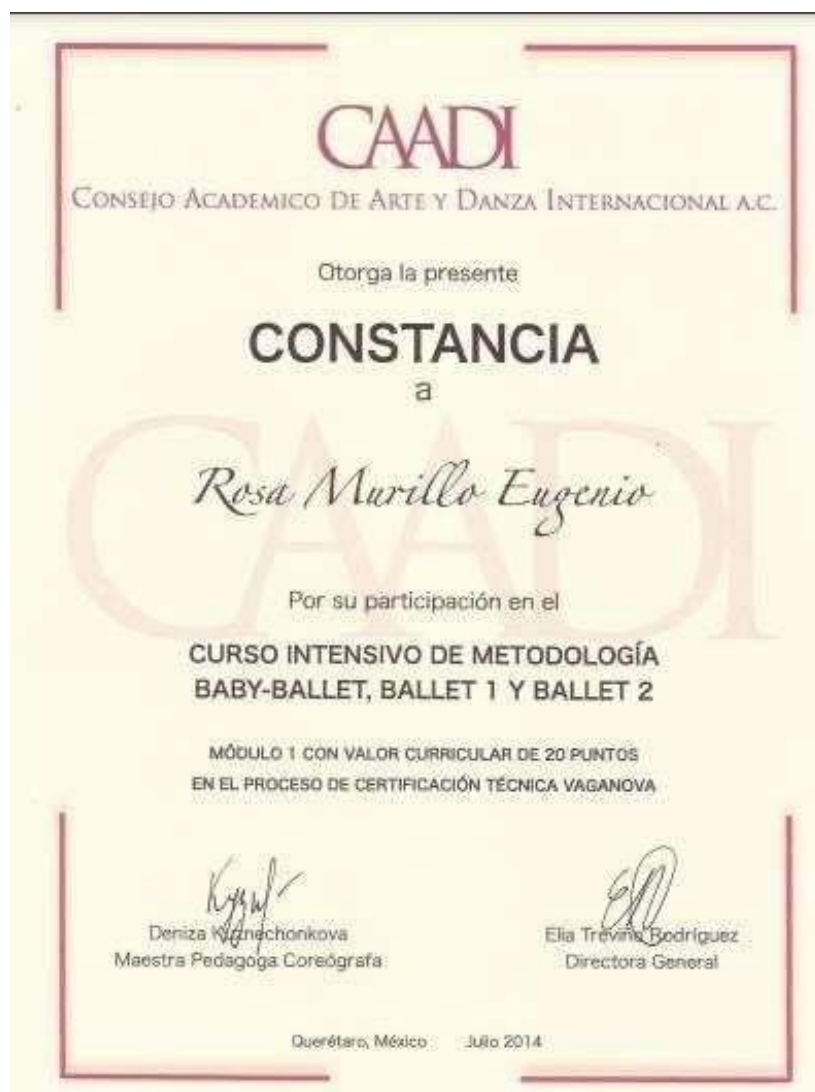 CAADI
CONSEJO ACADEMICO DE ARTE Y DANZA INTERNACIONAL A.C.
Otorga la presente
CONSTANCIA
a
Rosa Murillo Eugenio
Por su participación en el
CURSO INTENSIVO DE METODOLOGÍA
BABY-BALLET, BALLET 1 Y BALLET 2
MÓDULO 1 CON VALOR CURRICULAR DE 20 PUNTOS
EN EL PROCESO DE CERTIFICACIÓN TÉCNICA VAGANOVA
Deniza Elia Treviño Rodríguez
Maestra Pedagoga Coreógrafa Directora General
Querétaro, México Julio 2014